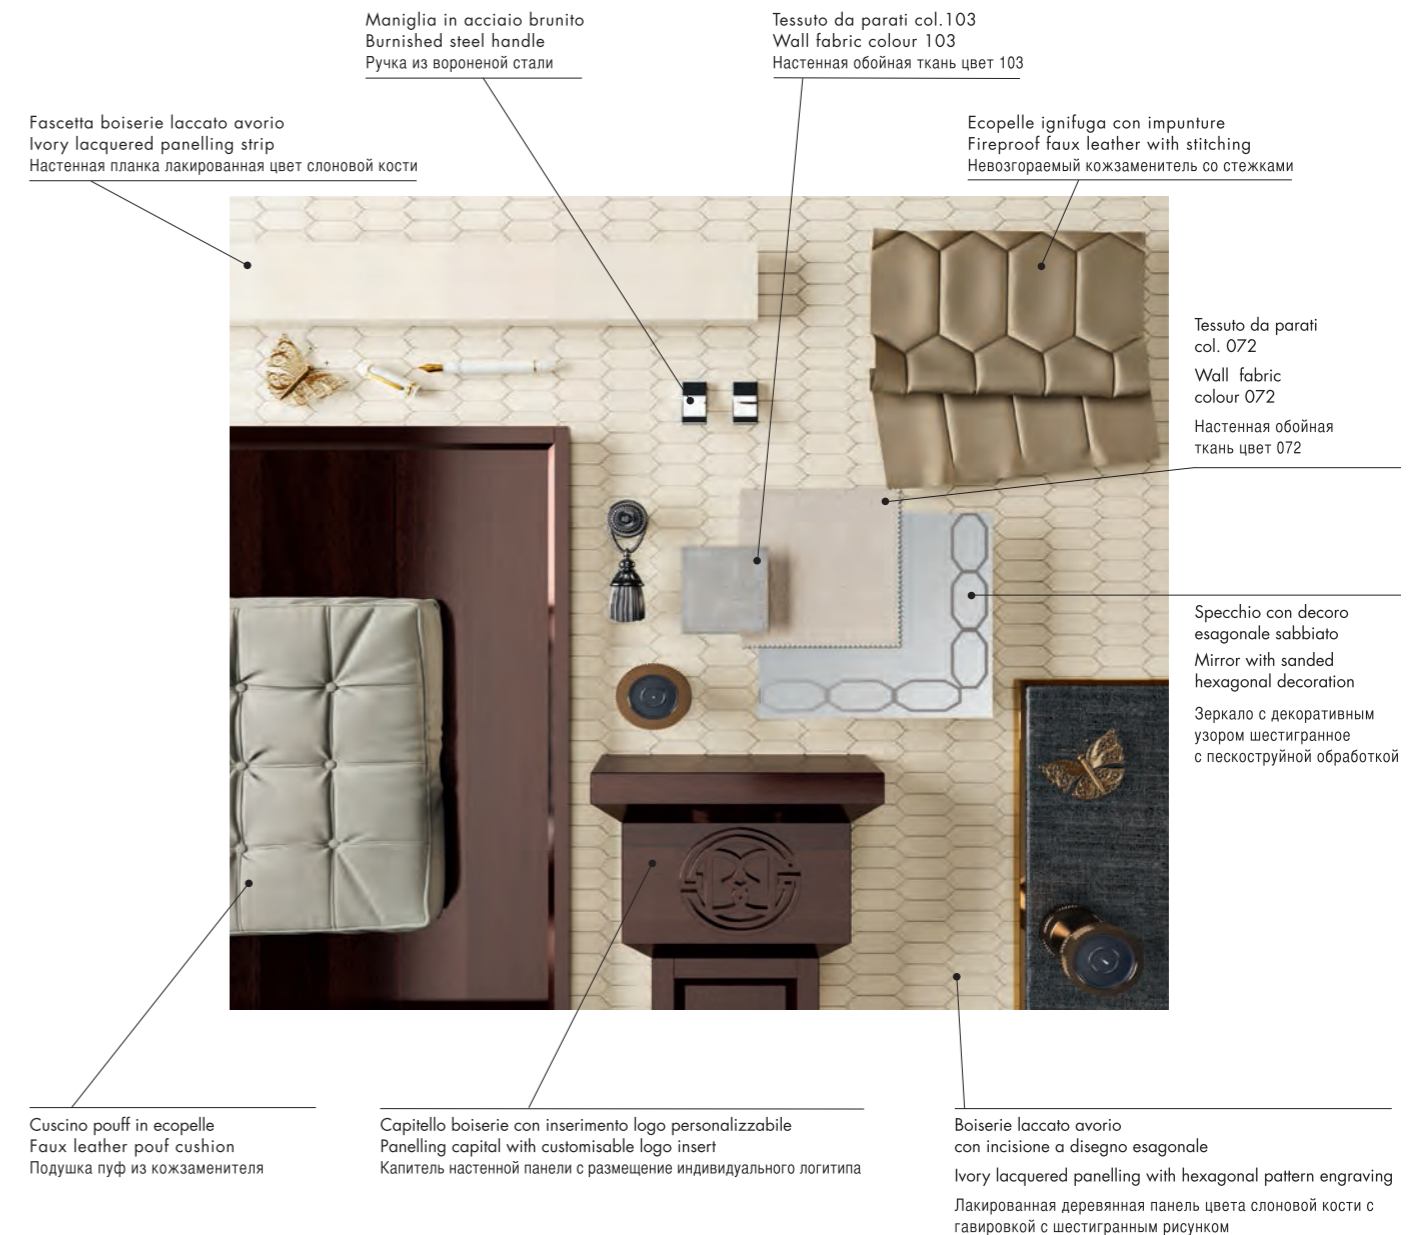 Maniglia in acciaio brunito
Burnished steel handle
Ручка из вороненой стали
Tessuto da parati col.103
Wall fabric colour 103
Настенная обойная ткань цвет 103
Fascetta boiserie laccato avorio
Ivory lacquered panelling strip
Настенная планка лакированная цвет слоновой кости
Ecopelle ignifuga con impunture
Fireproof faux leather with stitching
Невозгораемый кожзаменитель со стежками
Tessuto da parati
col. 072
Wall fabric
colour 072
Настенная обойная
ткань цвет 072
Specchio con decoro
esagonale sabbiato
Mirror with sanded
hexagonal decoration
Зеркало с декоративным
узором шестигранное
с пескоструйной обработкой
Cuscino pouff in ecopelle
Faux leather pouf cushion
Подушка пуф из кожзаменителя
Capitello boiserie con inserimento logo personalizzabile
Panelling capital with customisable logo insert
Капитель настенной панели с размещение индивидуального логитипа
Boiserie laccato avorio
con incisione a disegno esagonale
Ivory lacquered panelling with hexagonal pattern engraving
Лакированная деревянная панель цвета слоновой кости с
гавировкой с шестигранным рисунком